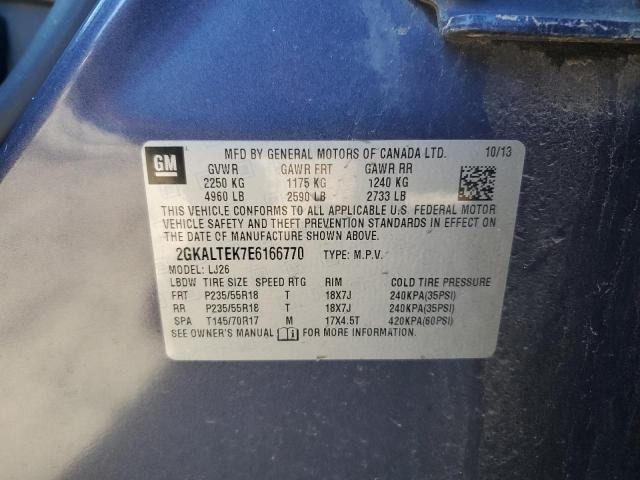 GM
MFD BY GENERAL MOTORS OF CANADA LTD. 10/13
GVWR GAWR FRT GAWR RR
2250 KG 1175 KG 1240 KG
4960 LB 2590 LB 2733 LB
THIS VEHICLE CONFORMS TO ALL APPLICABLE U.S. FEDERAL MOTOR
VEHICLE SAFETY AND THEFT PREVENTION STANDARDS IN EFFECT ON
DATE OF MANUFACTURE SHOWN ABOVE.
2GKALTEK7E6166770 TYPE: M.P.V.
MODEL: LJ26
LBDW TIRE SIZE SPEED RTG RIM COLD TIRE PRESSURE
FRT P235/55R18 T 18X7J 240KPA(35PSI)
RR P235/55R18 T 18X7J 240KPA(35PSI)
SPA T145/70R17 M 17X4.5T 420KPA(60PSI)
SEE OWNER'S MANUAL FOR MORE INFORMATION.